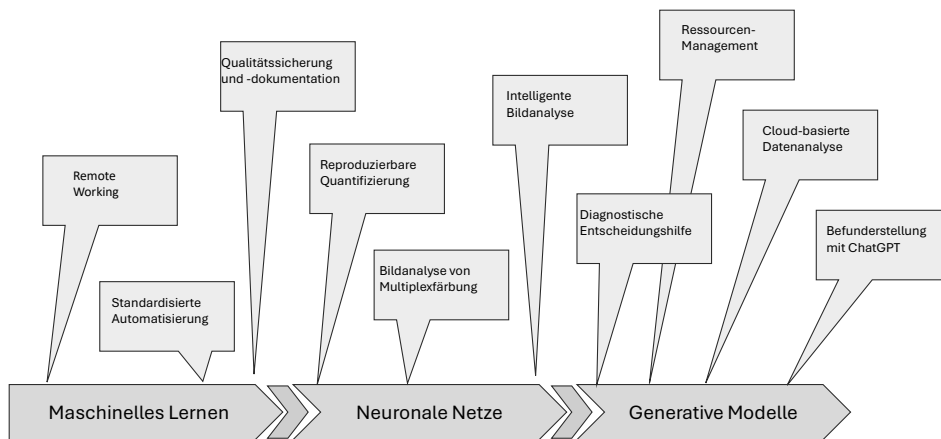 Remote
Working
Standardisierte
Automatisierung
Qualitätssicherung
und -dokumentation
Reproduzierbare
Quantifizierung
Bildanalyse von
Multiplexfärbung
Intelligente
Bildanalyse
Diagnostische
Entscheidungshilfe
Ressourcen-
Management
Cloud-basierte
Datenanalyse
Befunderstellung
mit ChatGPT
Maschinelles Lernen
Neuronale Netze
Generative Modelle